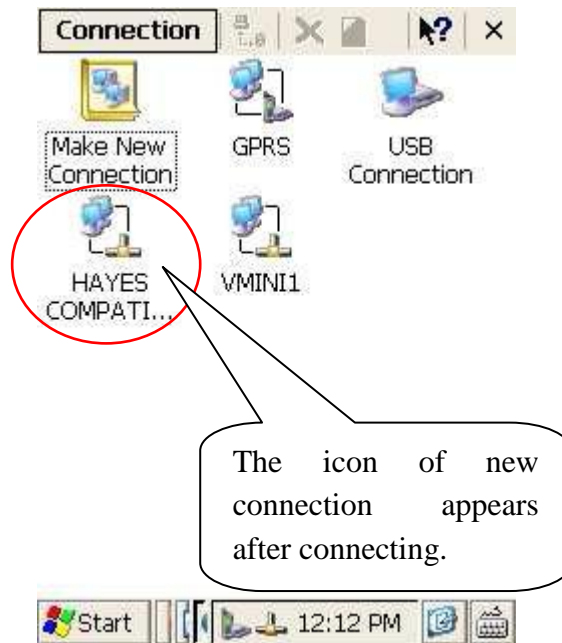 Connection
Make New
Connection
GPRS
USB
Connection
HAYES
COMPATI...
VMINI1
The icon of new
connection appears
after connecting.
Start
12:12 PM